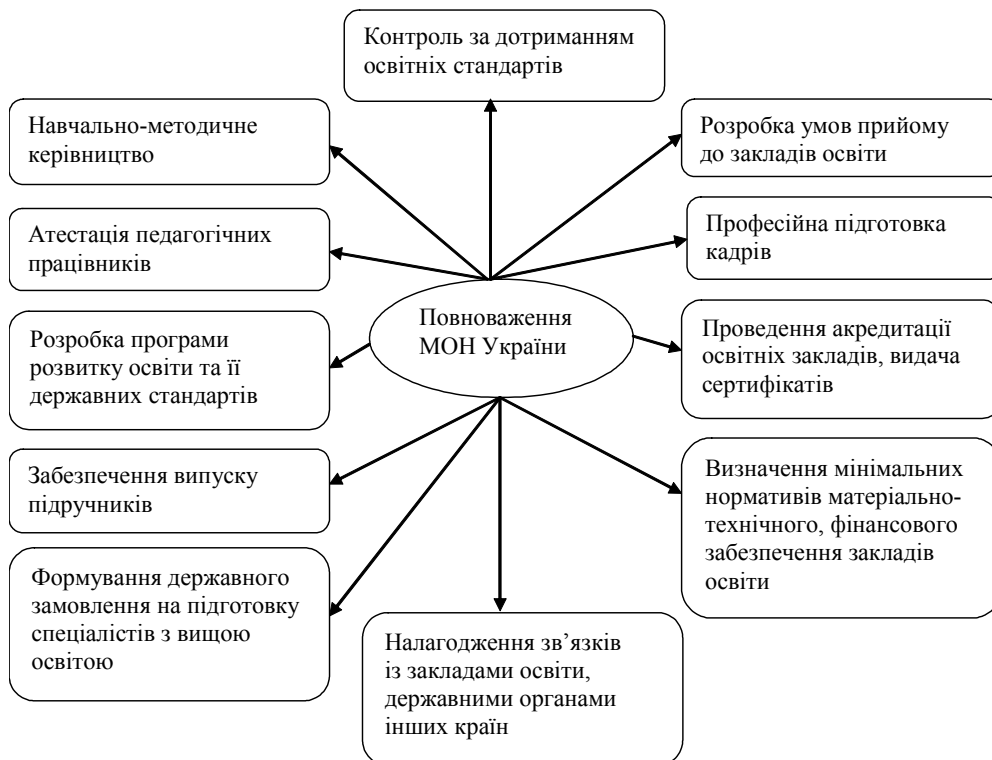 Контроль за дотриманням
освітніх стандартів
Навчально-методичне
керівництво
Розробка умов прийому
до закладів освіти
Атестація педагогічних
працівників
Професійна підготовка
кадрів
Повноваження
МОН України
Розробка програми
розвитку освіти та її
державних стандартів
Проведення акредитації
освітніх закладів, видача
сертифікатів
Забезпечення випуску
підручників
Визначення мінімальних
нормативів матеріально-
технічного, фінансового
забезпечення закладів
освіти
Формування державного
замовлення на підготовку
спеціалістів з вищою
освітою
Налагодження зв’язків
із закладами освіти,
державними органами
інших країн